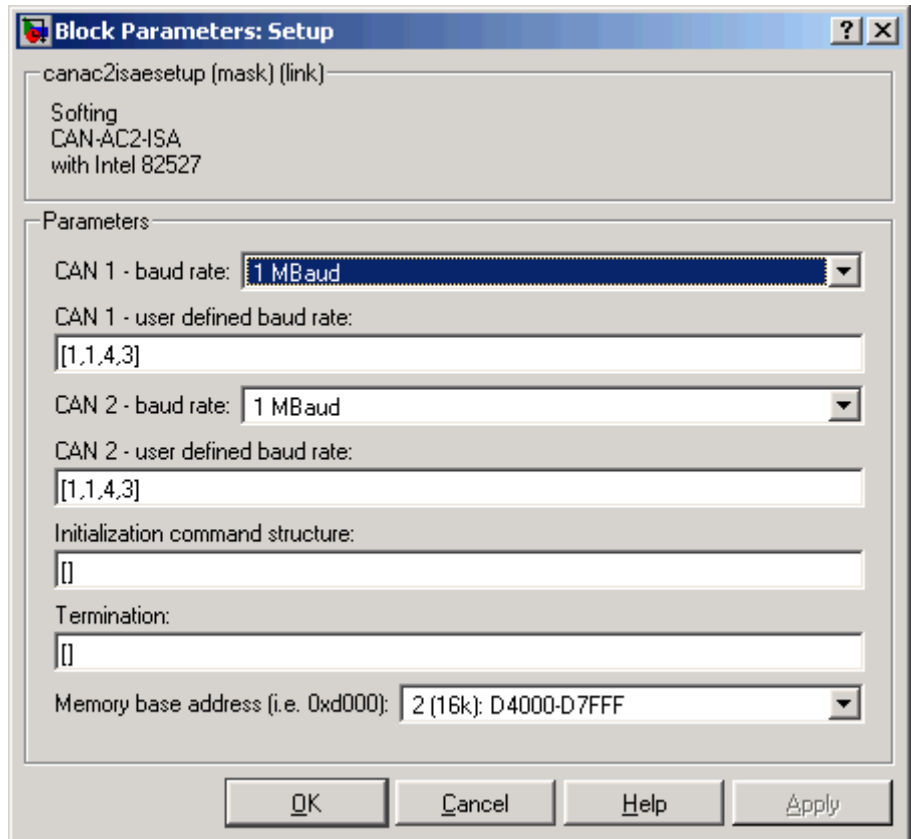 Block Parameters: Setup
canac2isaesetup (mask) (link)
Softing
CAN-AC2-ISA
with Intel 82527
Parameters
CAN 1 - baud rate: 1 MBaud
CAN 1 - user defined baud rate:
[1,1,4,3]
CAN 2 - baud rate: 1 MBaud
CAN 2 - user defined baud rate:
[1,1,4,3]
Initialization command structure:
[]
Termination:
[]
Memory base address (i.e. 0xd000): 2 (16k): D4000-D7FFF
OK Cancel Help Apply